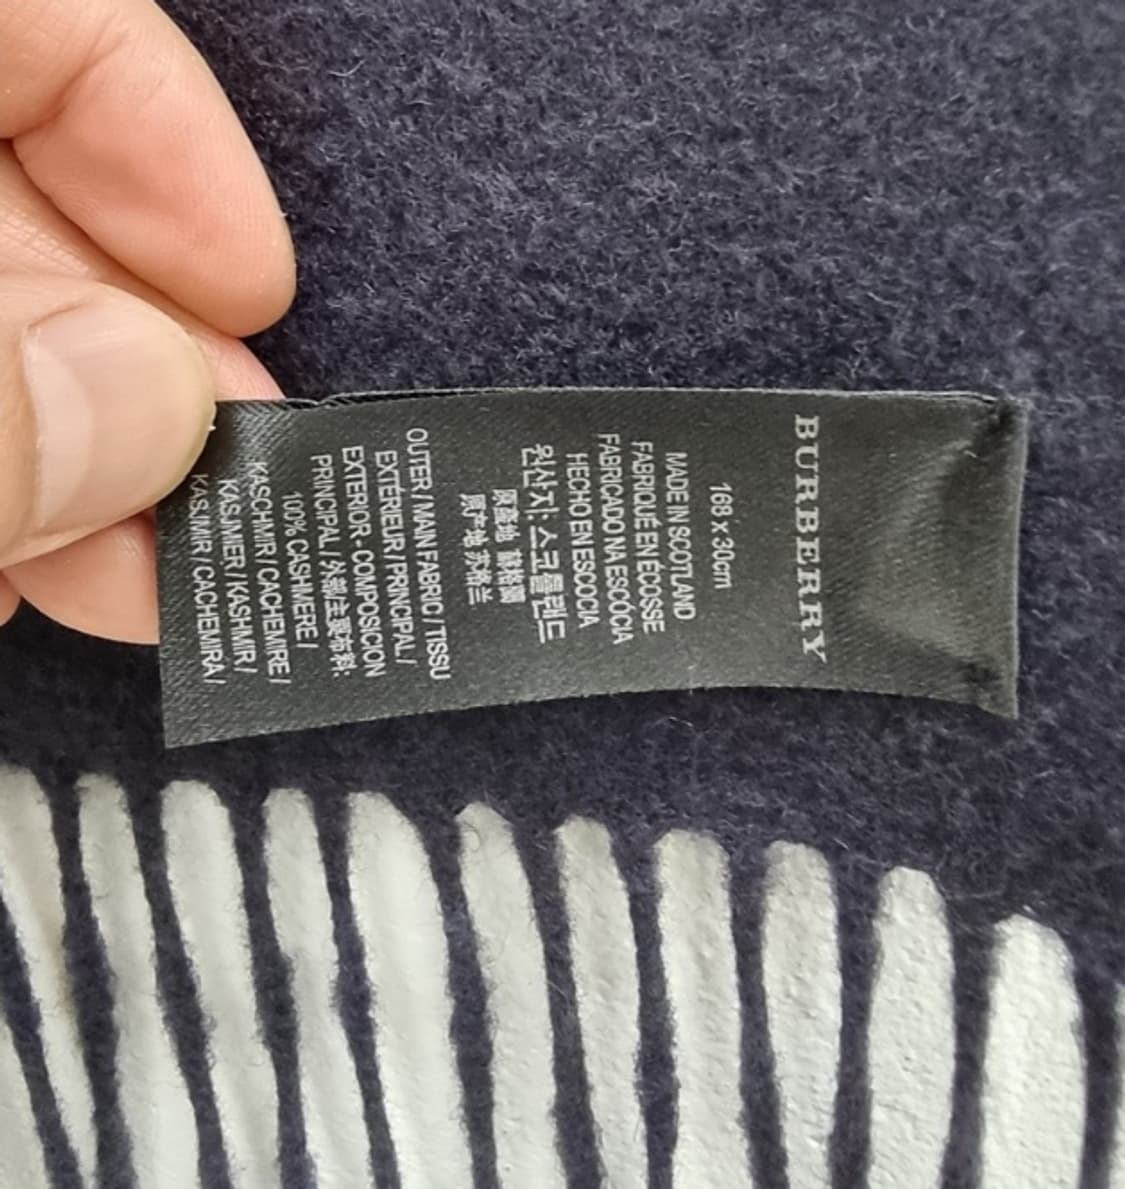 BURBERRY
168 x 30cm
MADE IN SCOTLAND
FABRIQUÉ EN ÉCOSSE
FABRICADO NA ESCÓCIA
HECHO EN ESCOCIA
원산지: 스코틀랜드
原產地 蘇格蘭
原产地 苏格兰
OUTER / MAIN FABRIC / TISSU
EXTÉRIEUR / PRINCIPAL /
EXTERIOR - COMPOSICION
PRINCIPAL / 外部/主要布料:
100% CASHMERE /
KASCHMIR / CACHEMIRE /
KASJMIER / KASHMIR /
KASJMIR / CACHEMIRA /